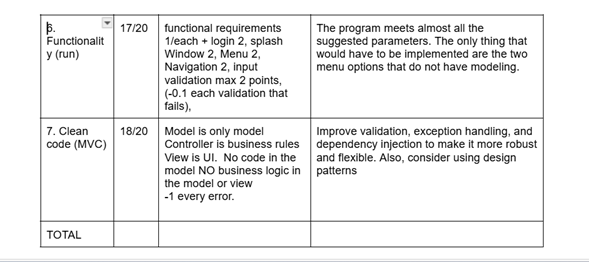 6.
Functionalit
y (run)
17/20
functional requirements
1/each + login 2, splash
Window 2, Menu 2,
Navigation 2, input
validation max 2 points,
(-0.1 each validation that
fails),
The program meets almost all the
suggested parameters. The only thing that
would have to be implemented are the two
menu options that do not have modeling.
7. Clean
code (MVC)
18/20
Model is only model
Controller is business rules
View is UI.  No code in the
model NO business logic in
the model or view
-1 every error.
Improve validation, exception handling, and
dependency injection to make it more robust
and flexible. Also, consider using design
patterns
TOTAL